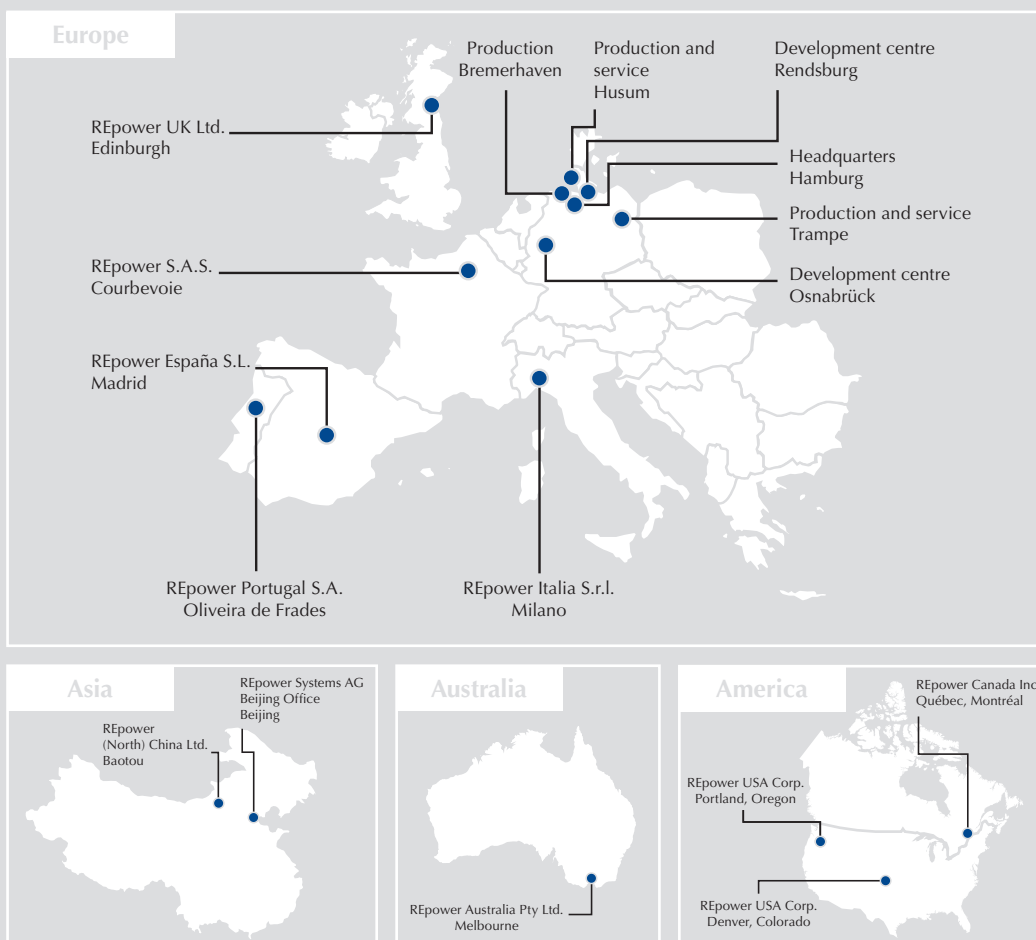 Europe
Production
Bremerhaven
Production and
service
Husum
Development centre
Rendsburg
REpower UK Ltd.
Edinburgh
Headquarters
Hamburg
Production and service
Trampe
REpower S.A.S.
Courbevoie
Development centre
Osnabrück
REpower España S.L.
Madrid
REpower Portugal S.A.
Oliveira de Frades
REpower Italia S.r.l.
Milano
Asia
REpower Systems AG
Beijing Office
Beijing
REpower
(North) China Ltd.
Baotou
Australia
REpower Australia Pty Ltd.
Melbourne
America
REpower Canada Inc
Québec, Montréal
REpower USA Corp.
Portland, Oregon
REpower USA Corp.
Denver, Colorado